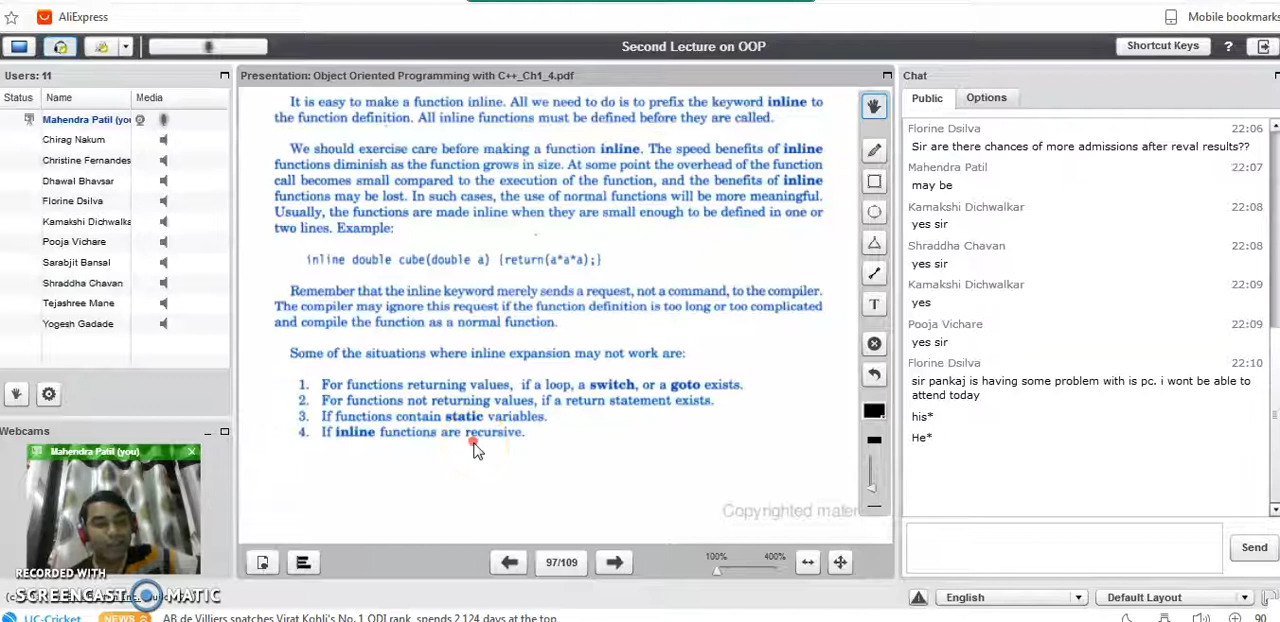 AliExpress
Mobile bookmarks
Second Lecture on OOP
Shortcut Keys
?
Users: 11
Status Name Media
Mahendra Patil (you
Chirag Nakum
Christine Fernandes
Dhawal Bhavsar
Florine Dsilva
Kamakshi Dichwalka
Pooja Vichare
Sarabjit Bansal
Shraddha Chavan
Tejashree Mane
Yogesh Gadade
Webcams
Mahendra Patil (you)
RECORDED WITH
SCREENCAST MATIC
Presentation: Object Oriented Programming with C++_Ch1_4.pdf
It is easy to make a function inline. All we need to do is to prefix the keyword inline to
the function definition. All inline functions must be defined before they are called.
We should exercise care before making a function inline. The speed benefits of inline
functions diminish as the function grows in size. At some point the overhead of the function
call becomes small compared to the execution of the function, and the benefits of inline
functions may be lost. In such cases, the use of normal functions will be more meaningful.
Usually, the functions are made inline when they are small enough to be defined in one or
two lines. Example:
inline double cube(double a) {return(a*a*a);}
Remember that the inline keyword merely sends a request, not a command, to the compiler.
The compiler may ignore this request if the function definition is too long or too complicated
and compile the function as a normal function.
Some of the situations where inline expansion may not work are:
1. For functions returning values, if a loop, a switch, or a goto exists.
2. For functions not returning values, if a return statement exists.
3. If functions contain static variables.
4. If inline functions are recursive.
Copyrighted mater
T
97/109
100% 400%
Chat
Public Options
Florine Dsilva 22:06
Sir are there chances of more admissions after reval results??
Mahendra Patil 22:07
may be
Kamakshi Dichwalkar 22:08
yes sir
Shraddha Chavan 22:08
yes sir
Kamakshi Dichwalkar 22:09
yes
Pooja Vichare 22:09
yes sir
Florine Dsilva 22:10
sir pankaj is having some problem with is pc. i wont be able to
attend today
his*
He*
Send
English
Default Layout
UC-Cricket NEWS AB de Villiers snatches Virat Kohli's No. 1 ODI rank, spends 2,124 days at the top
90